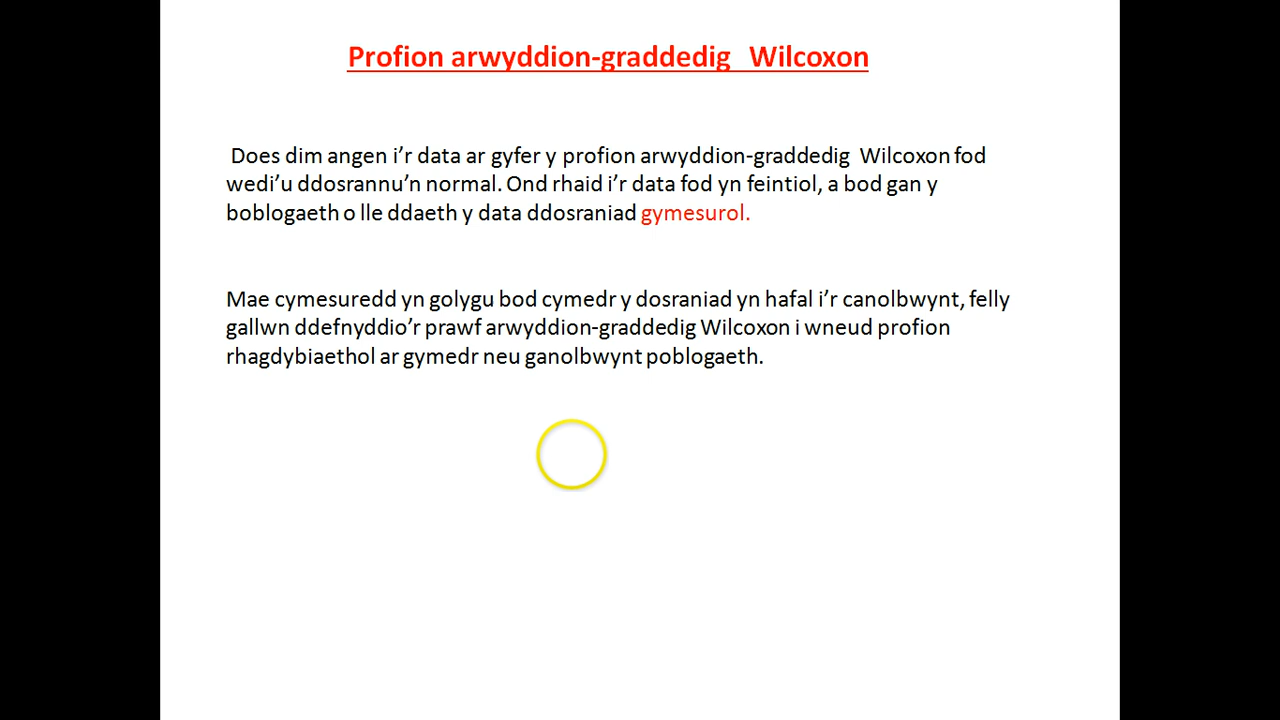 Profion arwyddion-graddedig Wilcoxon
Does dim angen i’r data ar gyfer y profion arwyddion-graddedig Wilcoxon fod
wedi’u ddosrannu’n normal. Ond rhaid i’r data fod yn feintiol, a bod gan y
boblogaeth o lle ddaeth y data ddosraniad gymesurol.
Mae cymesuredd yn golygu bod cymedr y dosraniad yn hafal i’r canolbwynt, felly
gallwn ddefnyddio’r prawf arwyddion-graddedig Wilcoxon i wneud profion
rhagdybiaethol ar gymedr neu ganolbwynt poblogaeth.